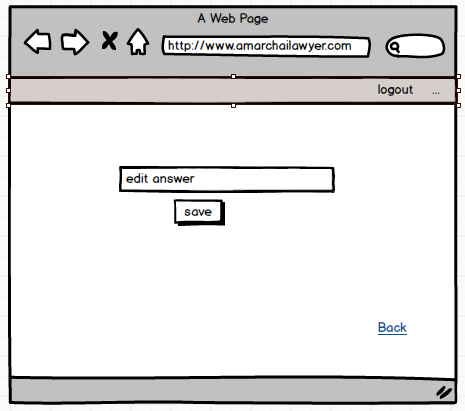 A Web Page
http://www.amarchailawyer.com
logout ...
edit answer
save
Back